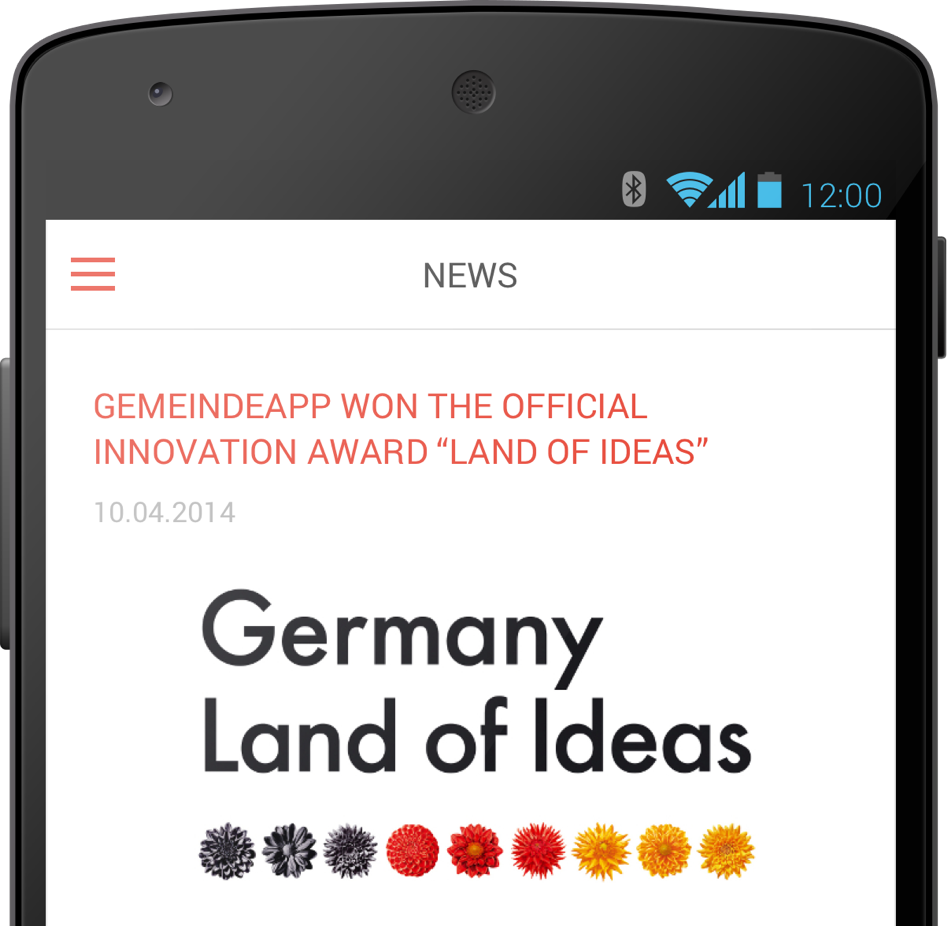 12:00
NEWS
GEMEINDEAPP WON THE OFFICIAL
INNOVATION AWARD “LAND OF IDEAS”
10.04.2014
Germany
Land of Ideas